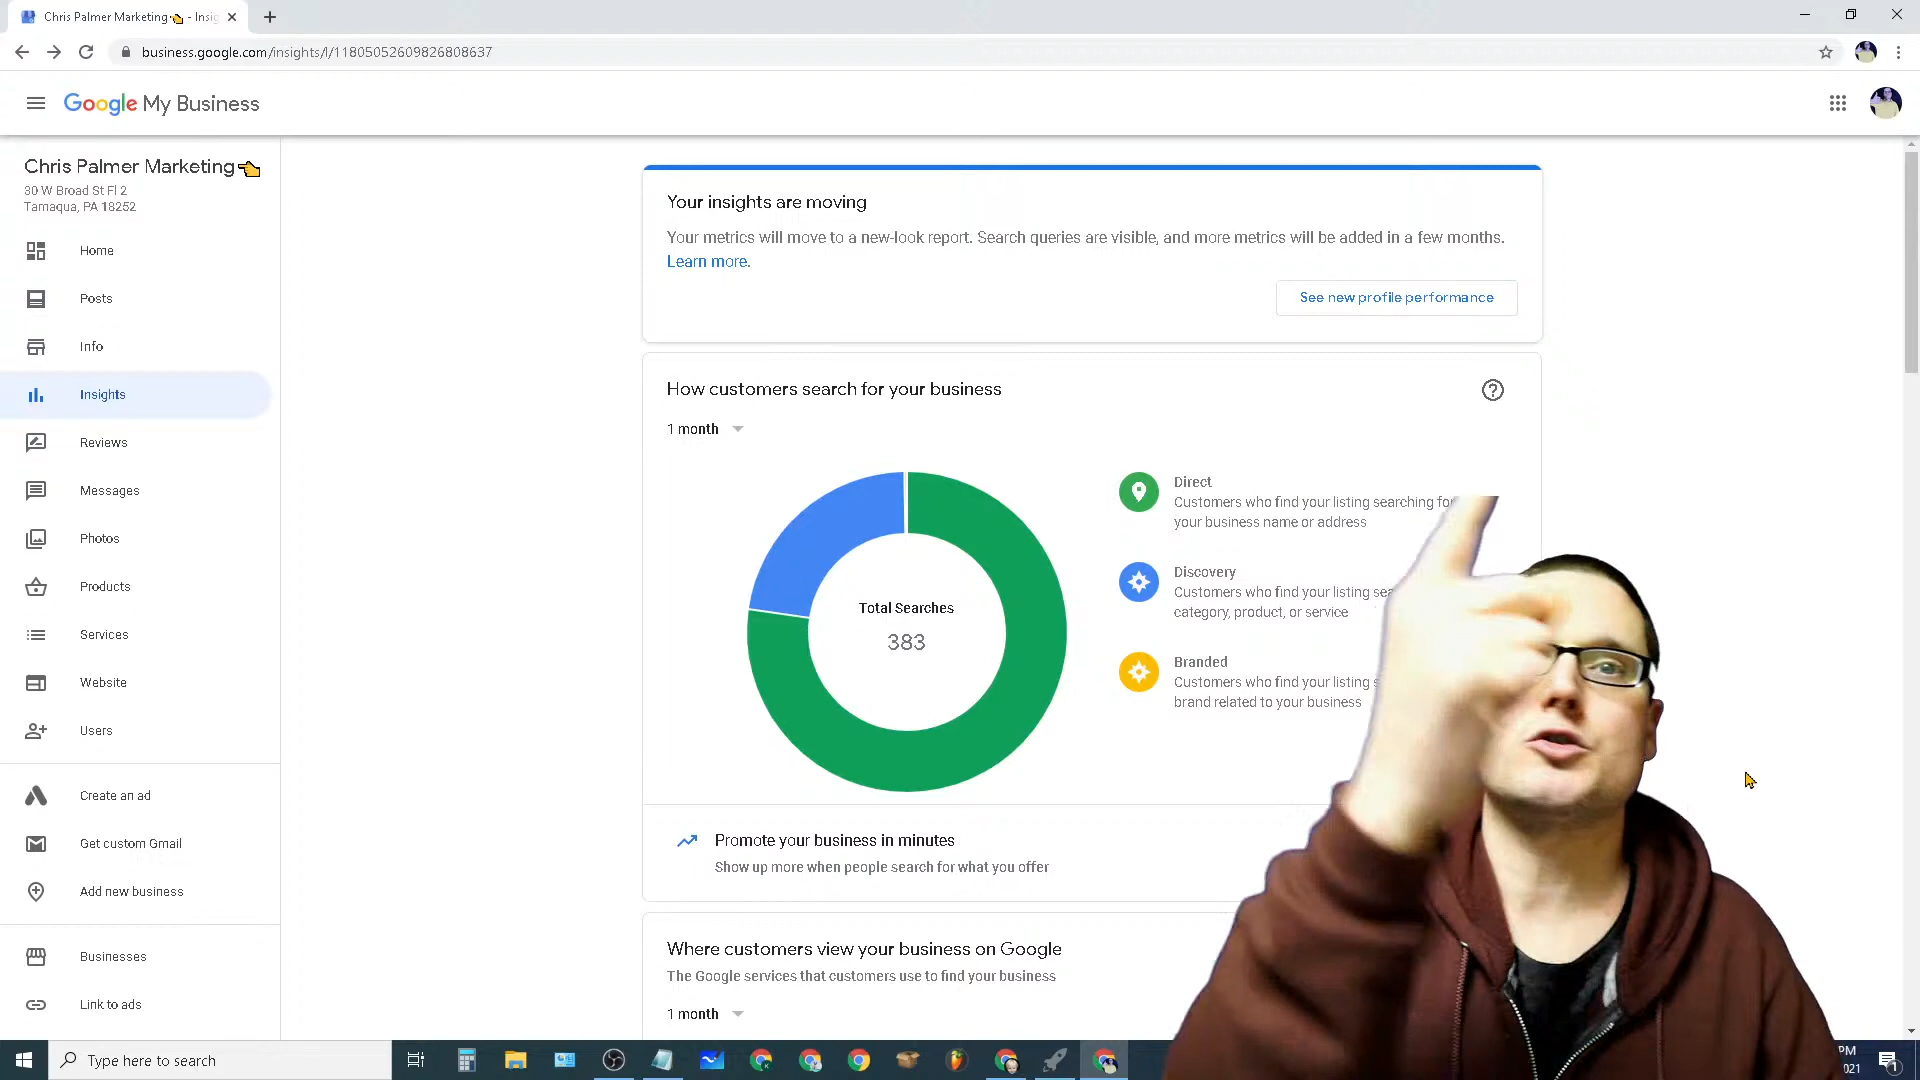 Chris Palmer Marketing - Insig
business.google.com/insights/l/11805052609826808637
Google My Business
Chris Palmer Marketing
30 W Broad St Fl 2
Tamaqua, PA 18252
Home
Posts
Info
Insights
Reviews
Messages
Photos
Products
Services
Website
Users
Create an ad
Get custom Gmail
Add new business
Businesses
Link to ads
Your insights are moving
Your metrics will move to a new-look report. Search queries are visible, and more metrics will be added in a few months.
Learn more.
See new profile performance
How customers search for your business
1 month
Total Searches
383
Direct
Customers who find your listing searching for
your business name or address
Discovery
Customers who find your listing
category, product, or service
Branded
Customers who find your listing
brand related to your business
Promote your business in minutes
Show up more when people search for what you offer
Where customers view your business on Google
The Google services that customers use to find your business
1 month
Type here to search
PM
021
1